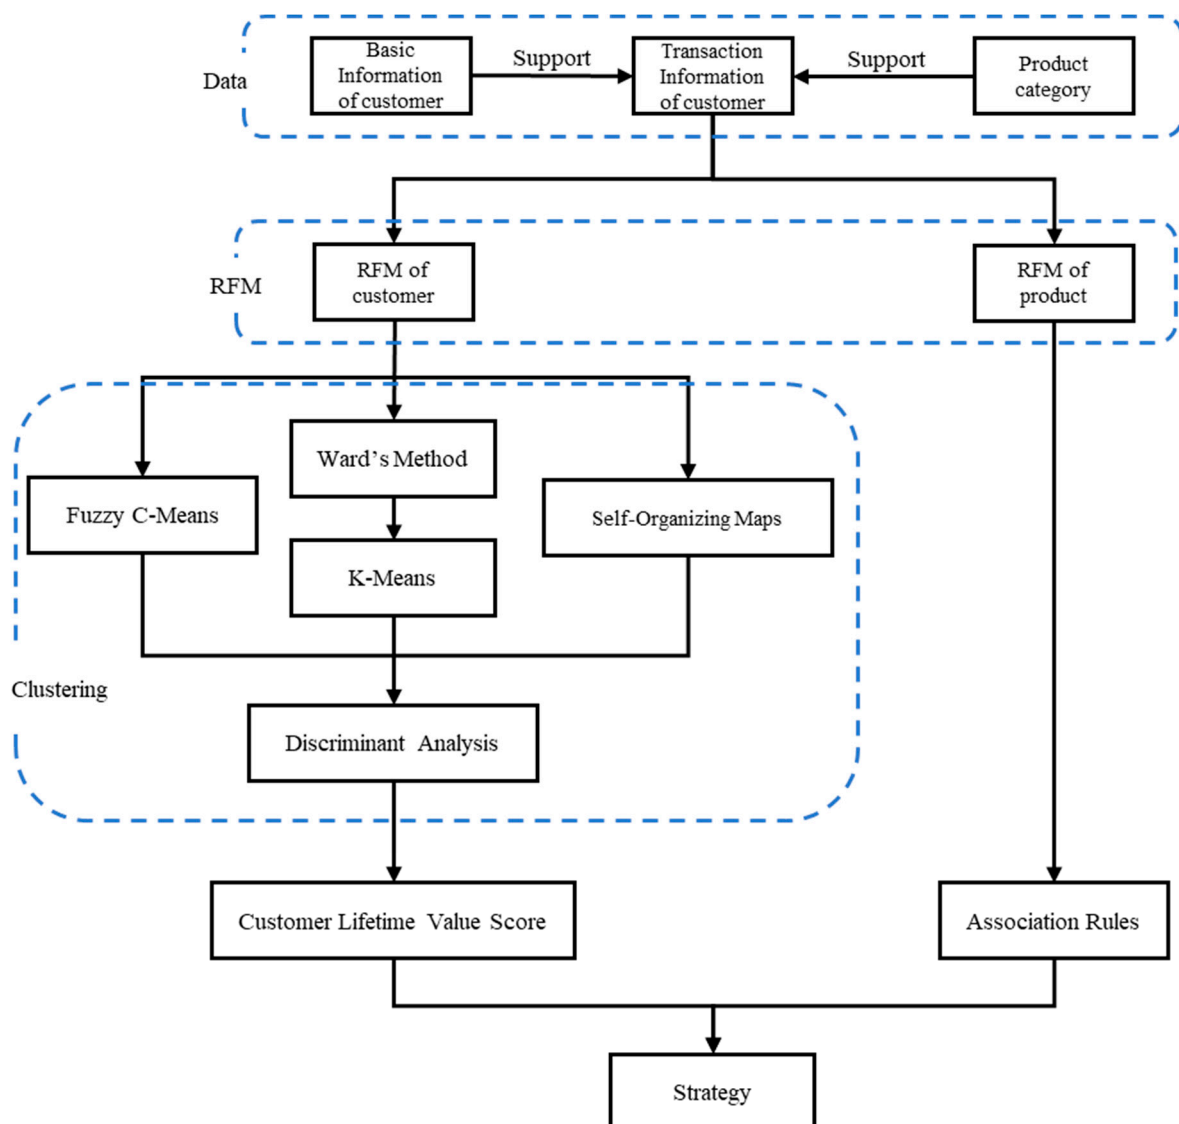 Data
Basic
Information
of customer
Support
Transaction
Information
of customer
Support
Product
category
RFM
RFM of
customer
RFM of
product
Ward's Method
Fuzzy C-Means
Self-Organizing Maps
K-Means
Clustering
Discriminant Analysis
Customer Lifetime Value Score
Association Rules
Strategy